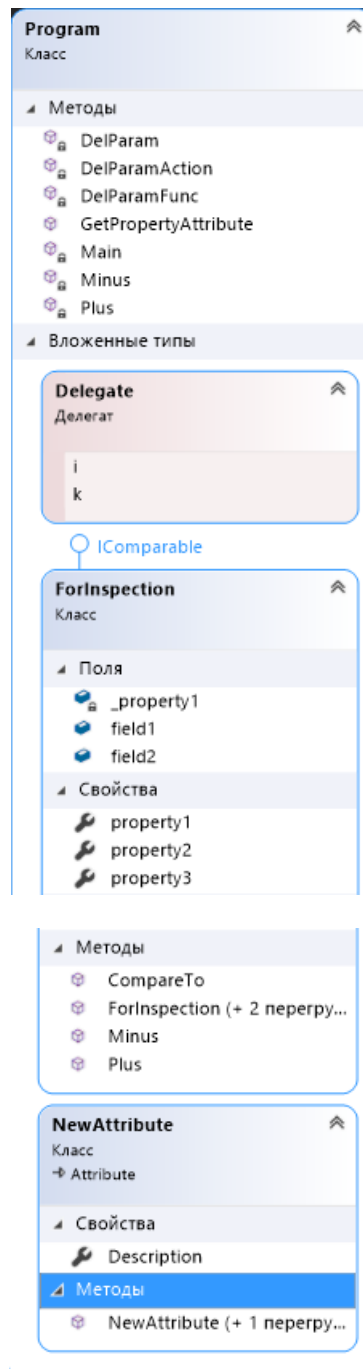 Program
Класс
Методы
DelParam
DelParamAction
DelParamFunc
GetPropertyAttribute
Main
Minus
Plus
Вложенные типы
Delegate
Делегат
i
k
IComparable
ForInspection
Класс
Поля
_property1
field1
field2
Свойства
property1
property2
property3
Методы
CompareTo
ForInspection (+ 2 перегру...
Minus
Plus
NewAttribute
Класс
Attribute
Свойства
Description
Методы
NewAttribute (+ 1 перегру...